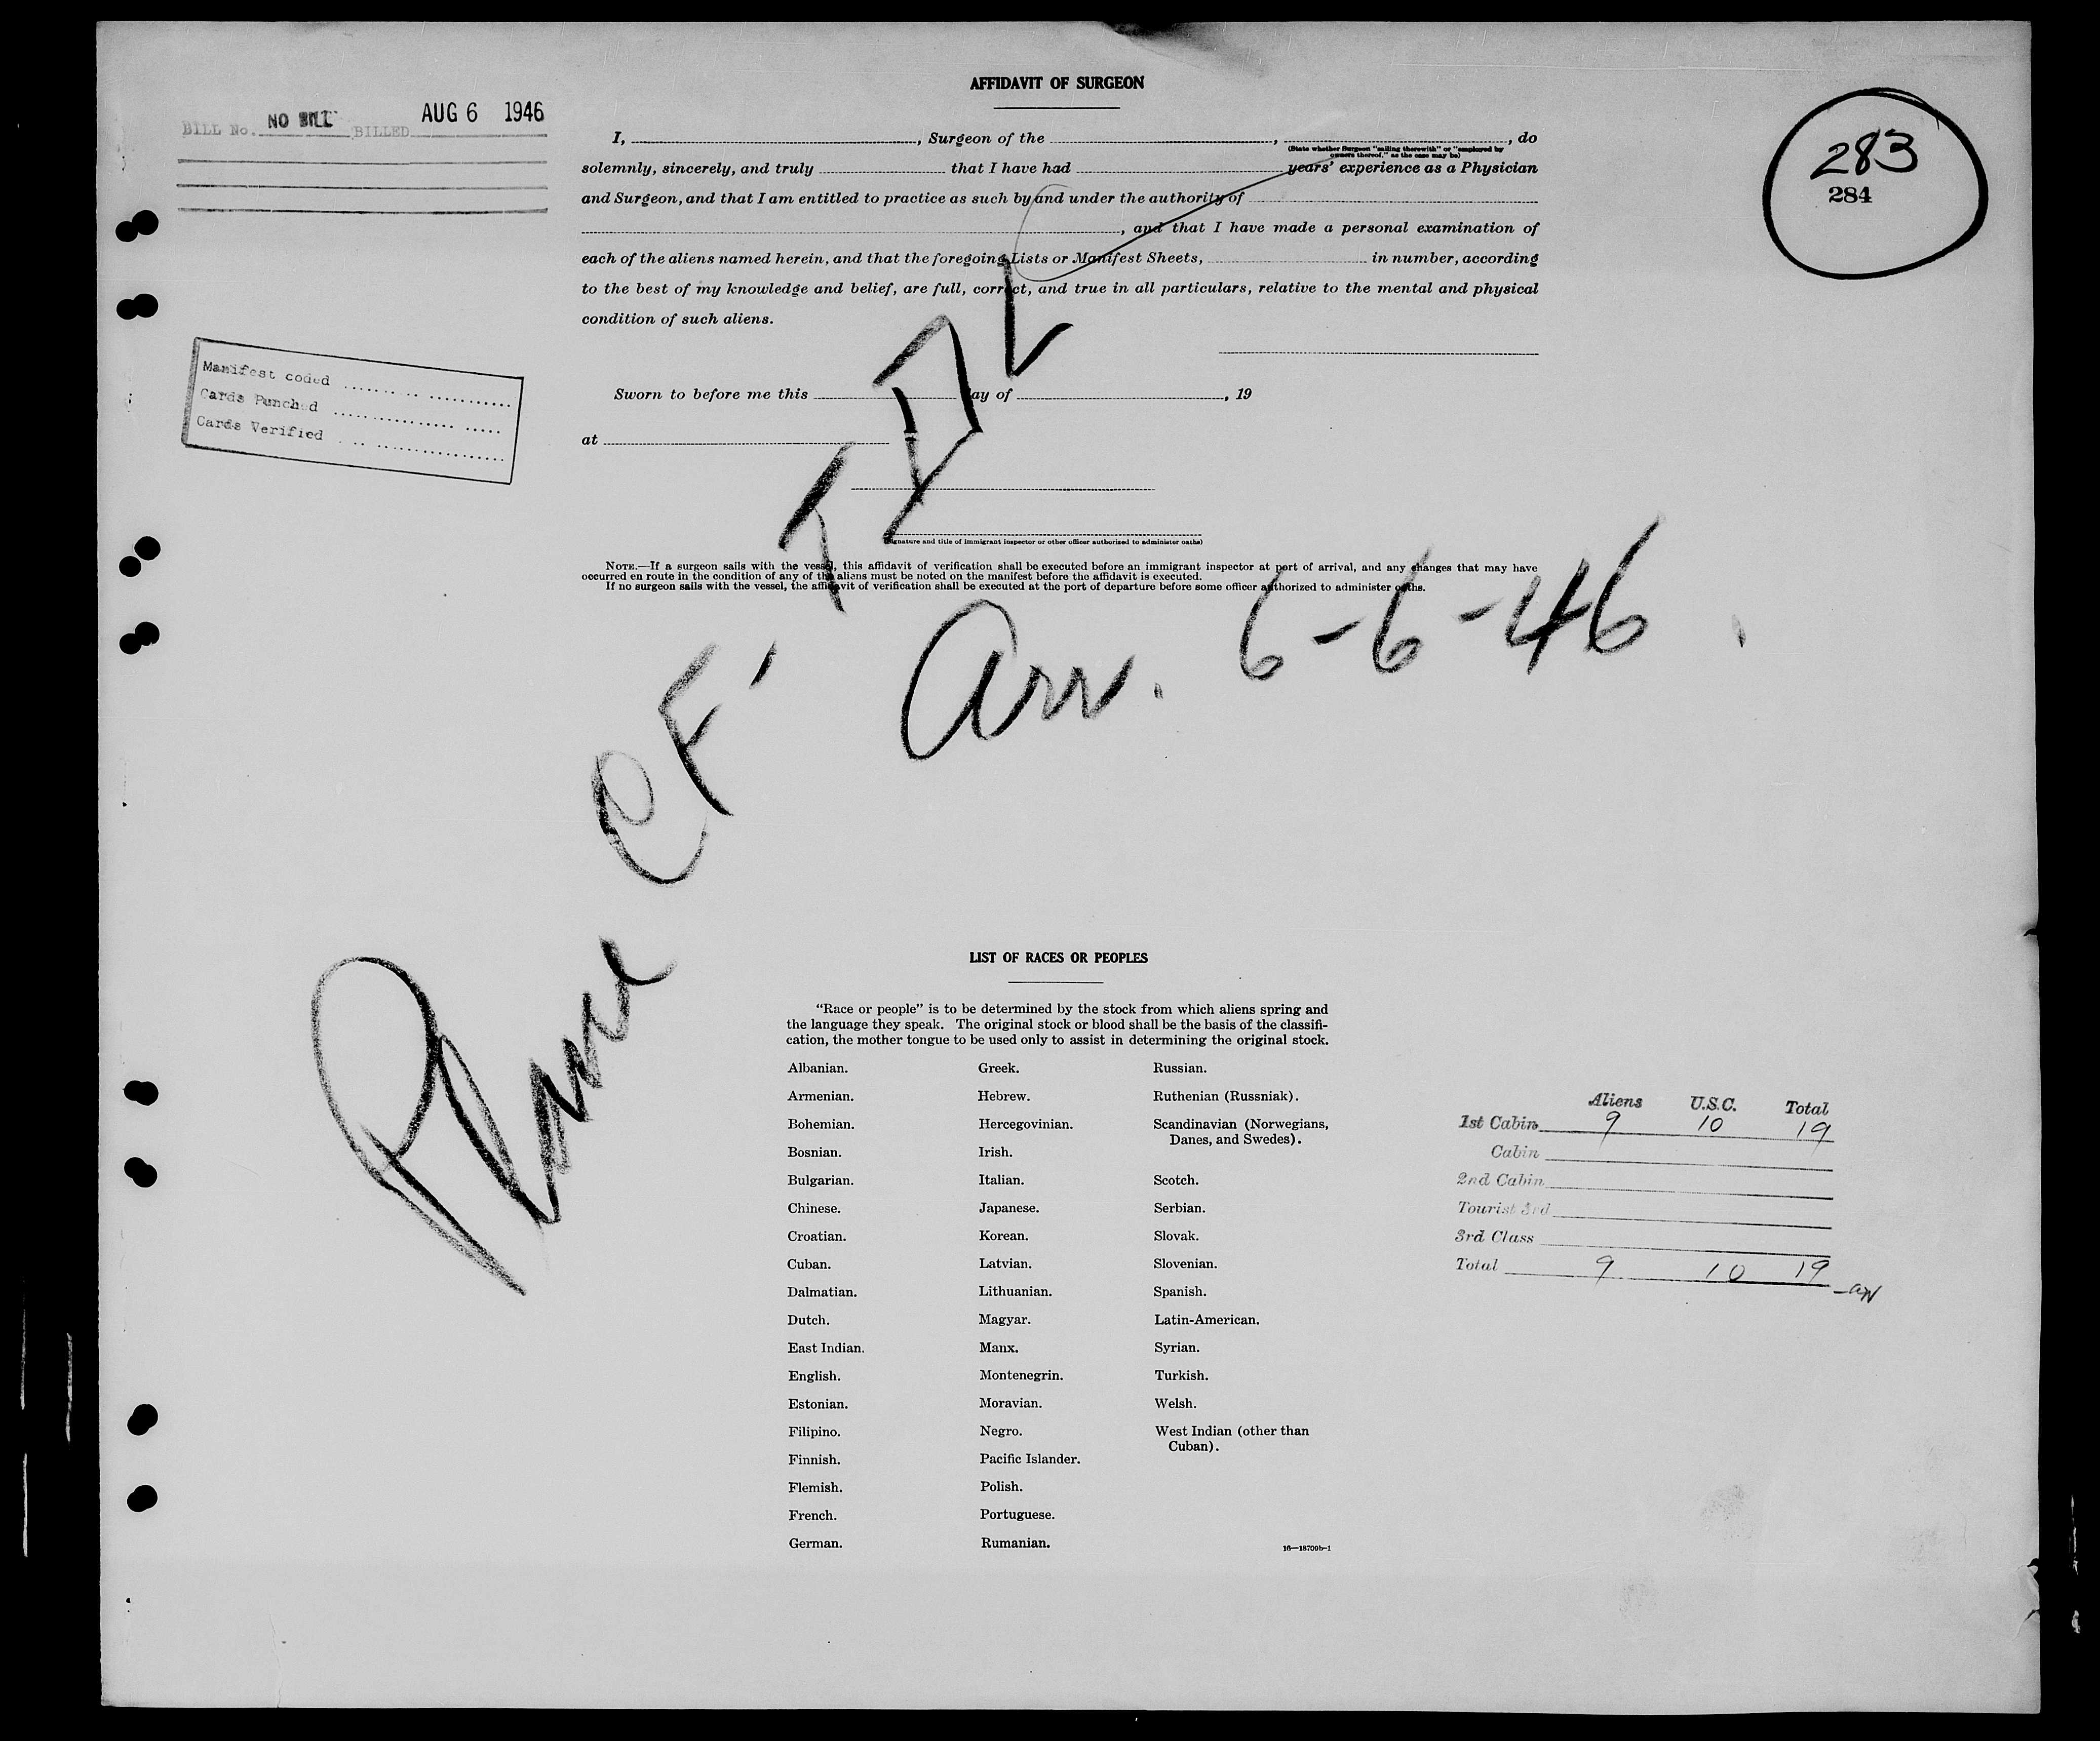 AFFIDAVIT OF SURGEON
BILL No. NO BILL BILLED AUG 6 1946
283
284
I, , Surgeon of the , , do
(State whether Surgeon "sailing therewith" or "employed by
owners thereof," as the case may be)
solemnly, sincerely, and truly that I have had years' experience as a Physician
and Surgeon, and that I am entitled to practice as such by and under the authority of
, and that I have made a personal examination of
each of the aliens named herein, and that the foregoing Lists or Manifest Sheets, in number, according
to the best of my knowledge and belief, are full, correct, and true in all particulars, relative to the mental and physical
condition of such aliens.
Manifest coded
Cards Punched
Cards Verified
Sworn to before me this day of , 19
at
(Signature and title of immigrant inspector or other officer authorized to administer oaths)
NOTE.—If a surgeon sails with the vessel, this affidavit of verification shall be executed before an immigrant inspector at port of arrival, and any changes that may have
occurred en route in the condition of any of the aliens must be noted on the manifest before the affidavit is executed.
If no surgeon sails with the vessel, the affidavit of verification shall be executed at the port of departure before some officer authorized to administer oaths.
Plane CF-
Arr. 6-6-46
LIST OF RACES OR PEOPLES
"Race or people" is to be determined by the stock from which aliens spring and
the language they speak. The original stock or blood shall be the basis of the classifi-
cation, the mother tongue to be used only to assist in determining the original stock.
Albanian.
Armenian.
Bohemian.
Bosnian.
Bulgarian.
Chinese.
Croatian.
Cuban.
Dalmatian.
Dutch.
East Indian.
English.
Estonian.
Filipino.
Finnish.
Flemish.
French.
German.
Greek.
Hebrew.
Hercegovinian.
Irish.
Italian.
Japanese.
Korean.
Latvian.
Lithuanian.
Magyar.
Manx.
Montenegrin.
Moravian.
Negro.
Pacific Islander.
Polish.
Portuguese.
Rumanian.
Russian.
Ruthenian (Russniak).
Scandinavian (Norwegians,
Danes, and Swedes).
Scotch.
Serbian.
Slovak.
Slovenian.
Spanish.
Latin-American.
Syrian.
Turkish.
Welsh.
West Indian (other than
Cuban).
16—18709b-1
Aliens U.S.C. Total
1st Cabin 9 10 19
Cabin
2nd Cabin
Tourist 3rd
3rd Class
Total 9 10 19